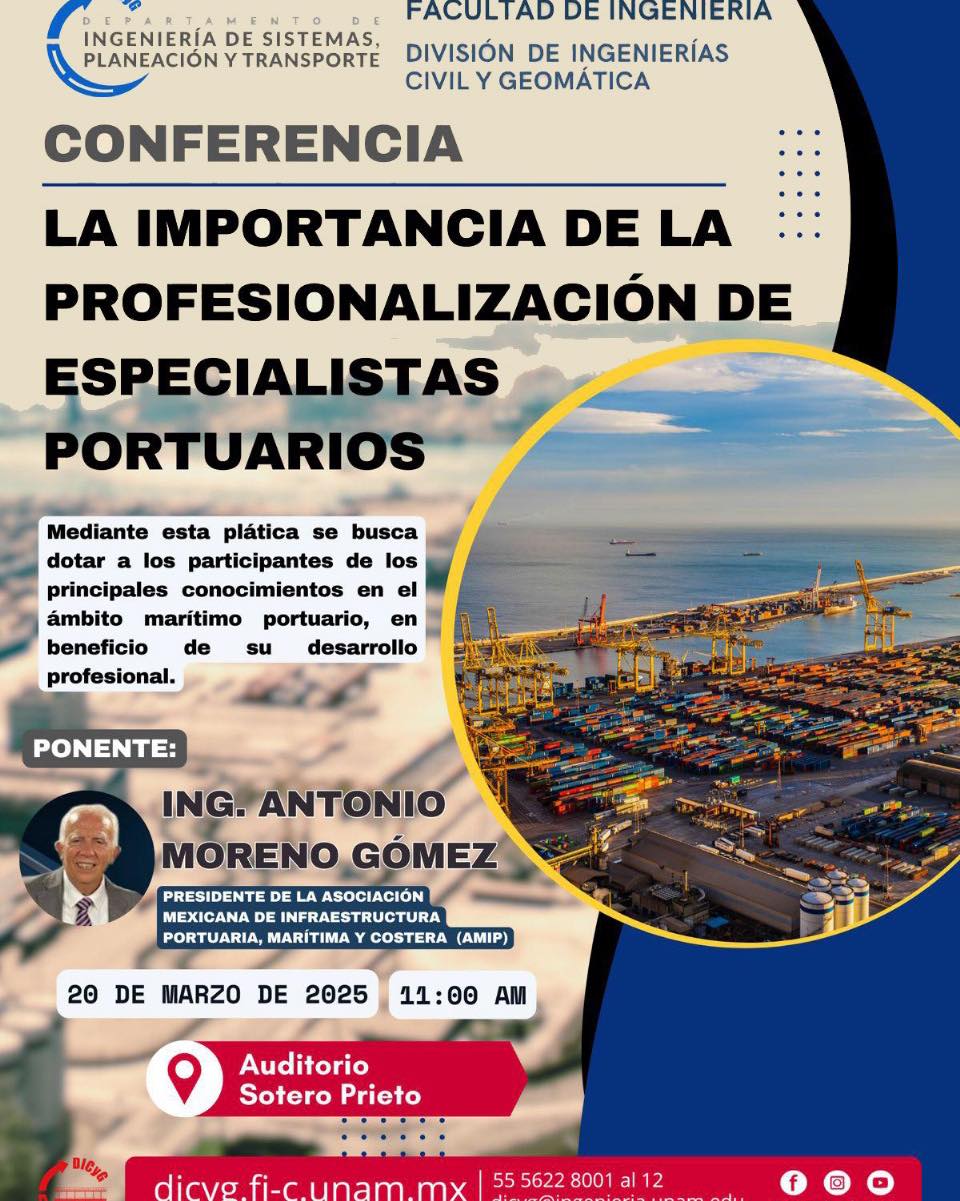 DEPARTAMENTO DE
INGENIERÍA DE SISTEMAS,
PLANEACIÓN Y TRANSPORTE
FACULTAD DE INGENIERÍA
DIVISIÓN DE INGENIERÍAS
CIVIL Y GEOMÁTICA
CONFERENCIA
LA IMPORTANCIA DE LA
PROFESIONALIZACIÓN DE
ESPECIALISTAS
PORTUARIOS
Mediante esta plática se busca
dotar a los participantes de los
principales conocimientos en el
ámbito marítimo portuario, en
beneficio de su desarrollo
profesional.
PONENTE:
ING. ANTONIO
MORENO GÓMEZ
PRESIDENTE DE LA ASOCIACIÓN
MEXICANA DE INFRAESTRUCTURA
PORTUARIA, MARÍTIMA Y COSTERA (AMIP)
20 DE MARZO DE 2025
11:00 AM
Auditorio
Sotero Prieto
DICyG
dicyg.fi-c.unam.mx
55 5622 8001 al 12
dicyg@ingenieria.unam.edu